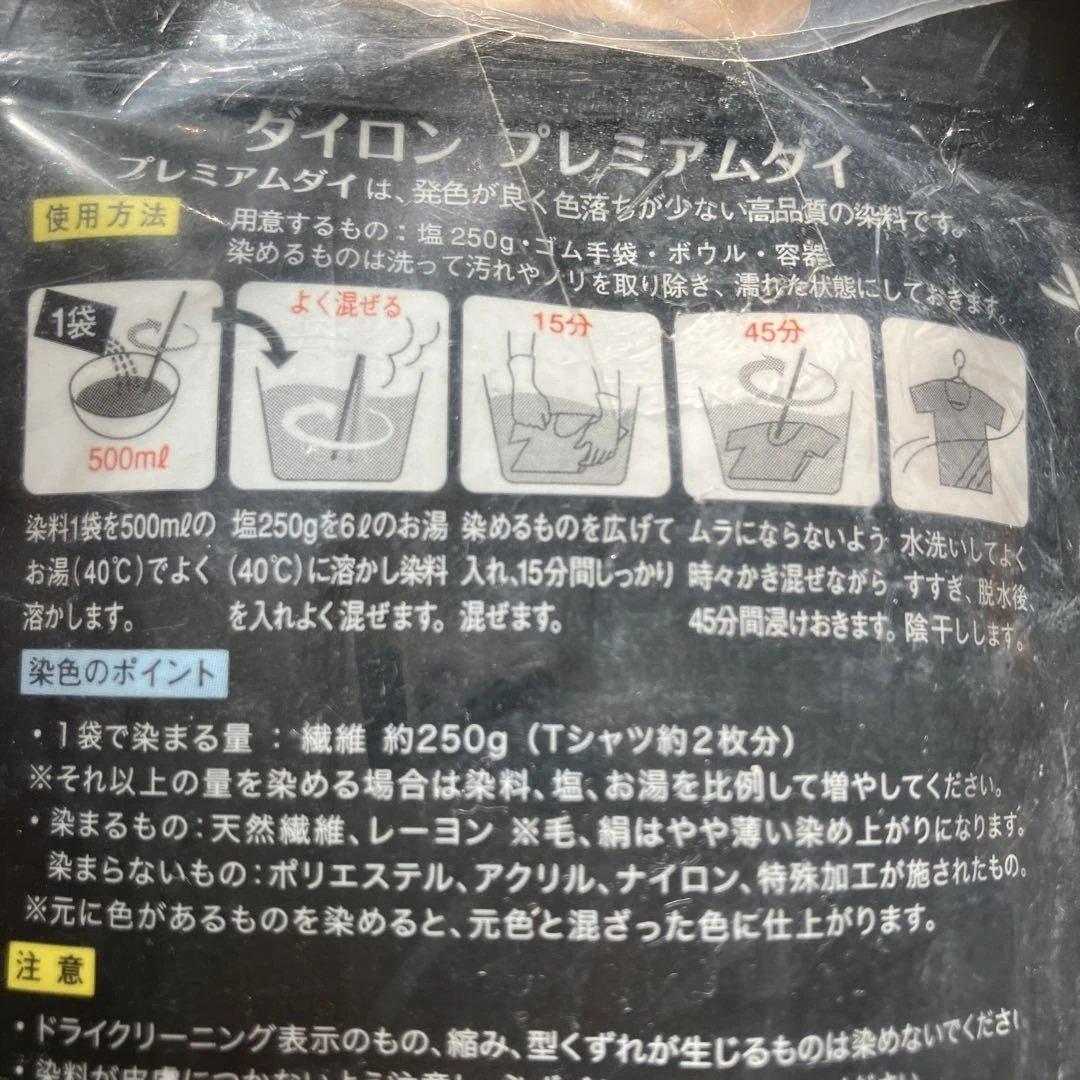 ダイロン プレミアムダイ
プレミアムダイは、発色が良く色落ちが少ない高品質の染料です。
使用方法
用意するもの：塩250g・ゴム手袋・ボウル・容器
染めるものは洗って汚れやノリを取り除き、濡れた状態にしておきます。
1袋
500mℓ
よく混ぜる
15分
45分
染料1袋を500mℓの
お湯(40℃)でよく
溶かします。
塩250gを6ℓのお湯
(40℃)に溶かし染料
を入れよく混ぜます。
染めるものを広げて
入れ、15分間しっかり
混ぜます。
ムラにならないよう
時々かき混ぜながら
45分間浸けおきます。
水洗いしてよく
すすぎ、脱水後、
陰干しします。
染色のポイント
・1袋で染まる量：繊維 約250g (Tシャツ約2枚分)
※それ以上の量を染める場合は染料、塩、お湯を比例して増やしてください。
・染まるもの：天然繊維、レーヨン ※毛、絹はやや薄い染め上がりになります。
染まらないもの：ポリエステル、アクリル、ナイロン、特殊加工が施されたもの。
※元に色があるものを染めると、元色と混ざった色に仕上がります。
注意
・ドライクリーニング表示のもの、縮み、型くずれが生じるものは染めないでくださ
・染料が皮膚につかないよう注意し